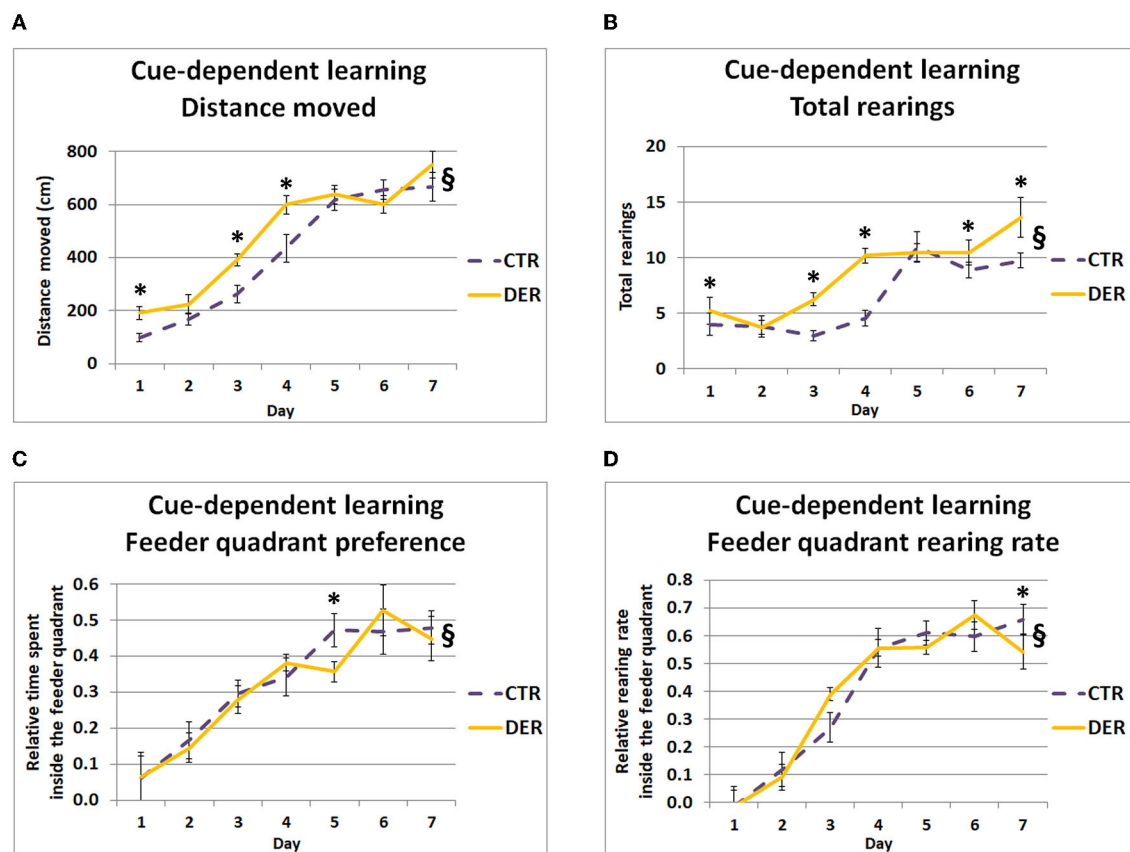 A
Cue-dependent learning
Distance moved
Distance moved (cm)
800
600
400
200
0
*
*
*
§
CTR
DER
1 2 3 4 5 6 7
Day
B
Cue-dependent learning
Total rearings
Total rearings
20
15
10
5
0
*
*
*
*
*
§
CTR
DER
1 2 3 4 5 6 7
Day
C
Cue-dependent learning
Feeder quadrant preference
Relative time spent
inside the feeder quadrant
0.6
0.5
0.4
0.3
0.2
0.1
0.0
*
§
CTR
DER
1 2 3 4 5 6 7
Day
D
Cue-dependent learning
Feeder quadrant rearing rate
Relative rearing rate
inside the feeder quadrant
0.8
0.7
0.6
0.5
0.4
0.3
0.2
0.1
0.0
*
§
CTR
DER
1 2 3 4 5 6 7
Day